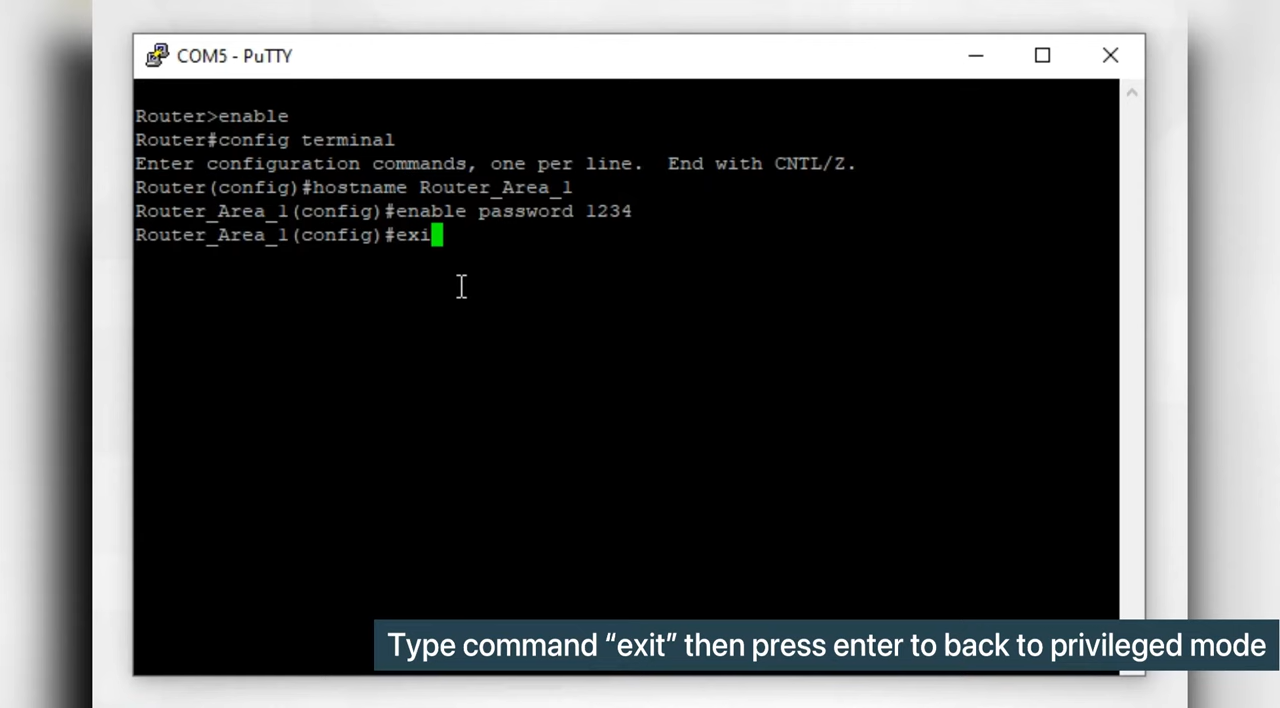 COM5 - PuTTY
Router>enable
Router#config terminal
Enter configuration commands, one per line.  End with CNTL/Z.
Router(config)#hostname Router_Area_1
Router_Area_1(config)#enable password 1234
Router_Area_1(config)#exi
Type command “exit” then press enter to back to privileged mode